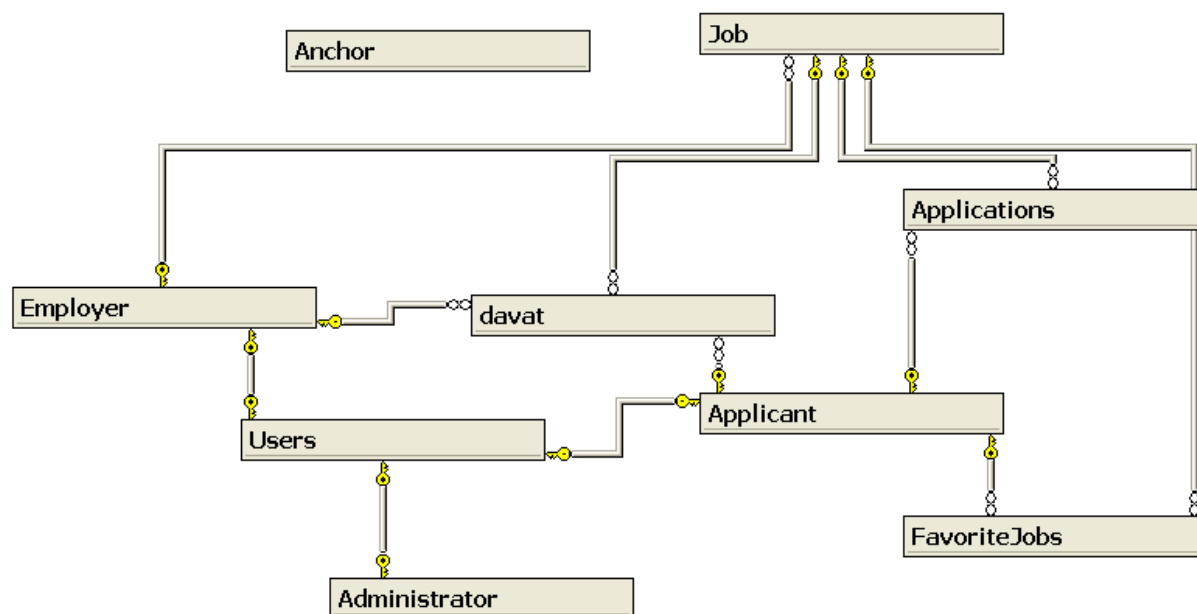 Job
Anchor
Applications
Employer
davat
Applicant
Users
FavoriteJobs
Administrator